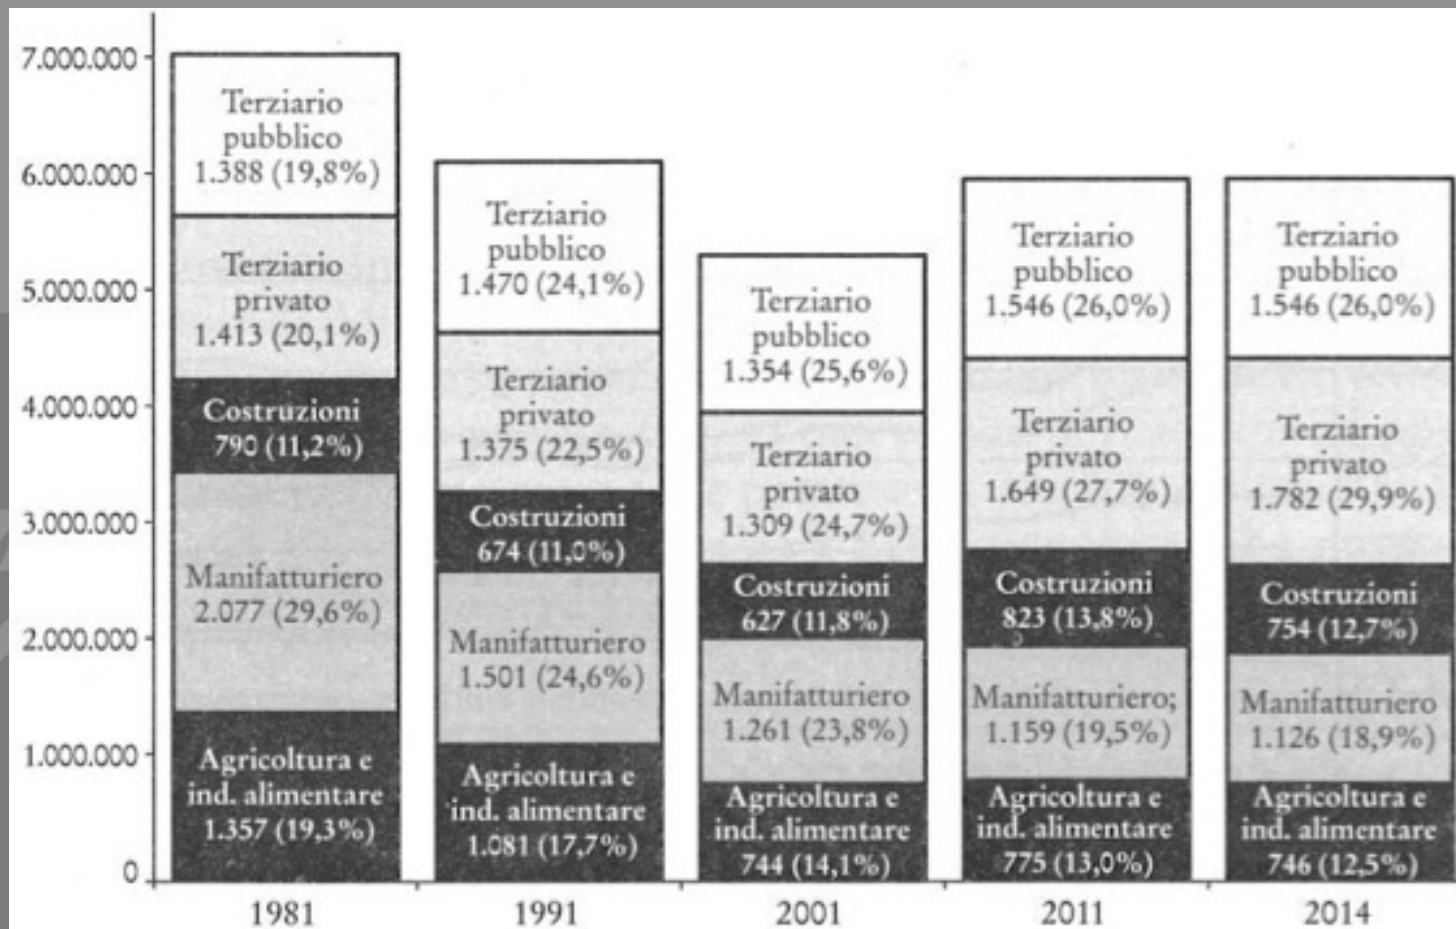 7.000.000
6.000.000
5.000.000
4.000.000
3.000.000
2.000.000
1.000.000
0
Terziario
pubblico
1.388 (19,8%)
Terziario
privato
1.413 (20,1%)
Costruzioni
790 (11,2%)
Manifatturiero
2.077 (29,6%)
Agricoltura e
ind. alimentare
1.357 (19,3%)
Terziario
pubblico
1.470 (24,1%)
Terziario
privato
1.375 (22,5%)
Costruzioni
674 (11,0%)
Manifatturiero
1.501 (24,6%)
Agricoltura e
ind. alimentare
1.081 (17,7%)
Terziario
pubblico
1.354 (25,6%)
Terziario
privato
1.309 (24,7%)
Costruzioni
627 (11,8%)
Manifatturiero
1.261 (23,8%)
Agricoltura e
ind. alimentare
744 (14,1%)
Terziario
pubblico
1.546 (26,0%)
Terziario
privato
1.649 (27,7%)
Costruzioni
823 (13,8%)
Manifatturiero;
1.159 (19,5%)
Agricoltura e
ind. alimentare
775 (13,0%)
Terziario
pubblico
1.546 (26,0%)
Terziario
privato
1.782 (29,9%)
Costruzioni
754 (12,7%)
Manifatturiero
1.126 (18,9%)
Agricoltura e
ind. alimentare
746 (12,5%)
1981
1991
2001
2011
2014